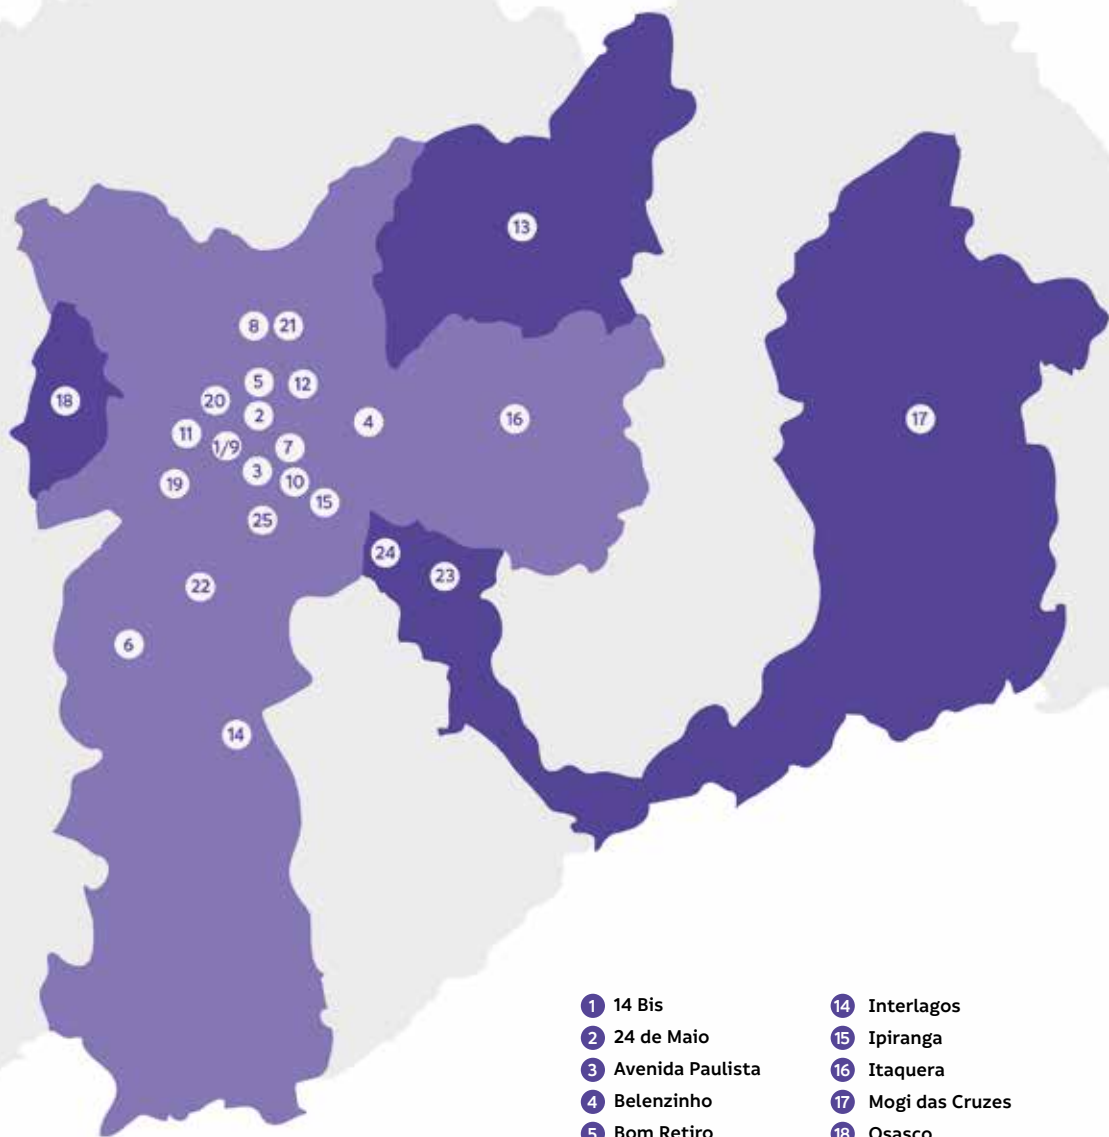 13
8 21
5 12
18
20
2
4
16
17
11
1/9
7
3
10
19
15
25
24
23
22
6
14
1 14 Bis
2 24 de Maio
3 Avenida Paulista
4 Belenzinho
5 Bom Retiro
14 Interlagos
15 Ipiranga
16 Itaquera
17 Mogi das Cruzes
18 Osasco